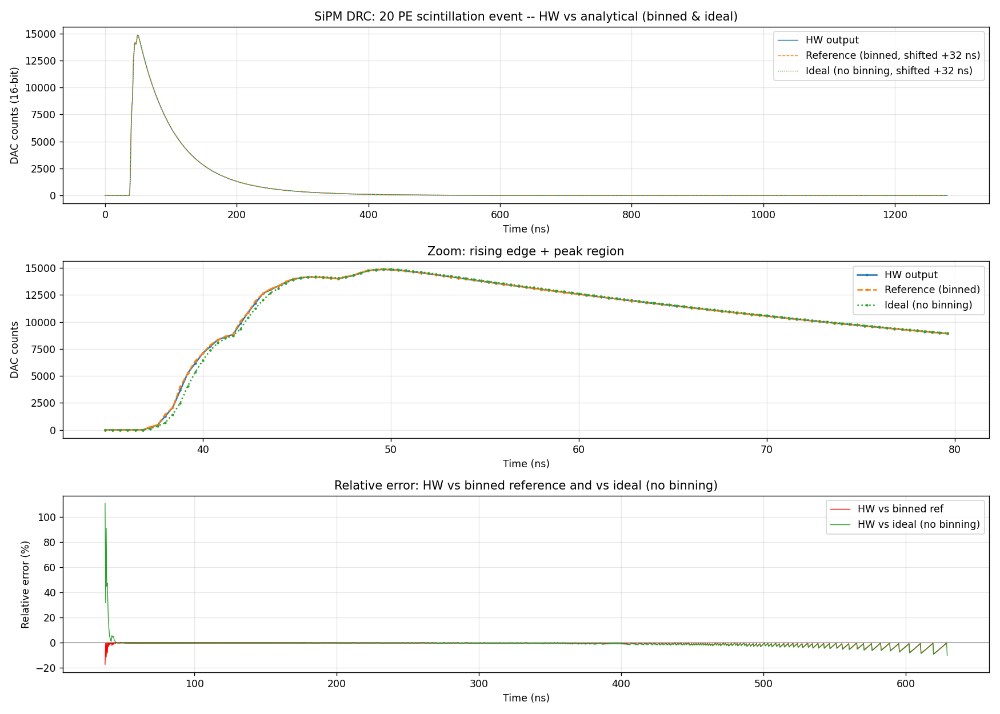 SiPM DRC: 20 PE scintillation event -- HW vs analytical (binned & ideal)
DAC counts (16-bit)
15000
12500
10000
7500
5000
2500
0
HW output
Reference (binned, shifted +32 ns)
Ideal (no binning, shifted +32 ns)
0 200 400 600 800 1000 1200
Time (ns)
Zoom: rising edge + peak region
DAC counts
15000
12500
10000
7500
5000
2500
0
HW output
Reference (binned)
Ideal (no binning)
40 50 60 70 80
Time (ns)
Relative error: HW vs binned reference and vs ideal (no binning)
Relative error (%)
100
80
60
40
20
0
−20
HW vs binned ref
HW vs ideal (no binning)
100 200 300 400 500 600
Time (ns)